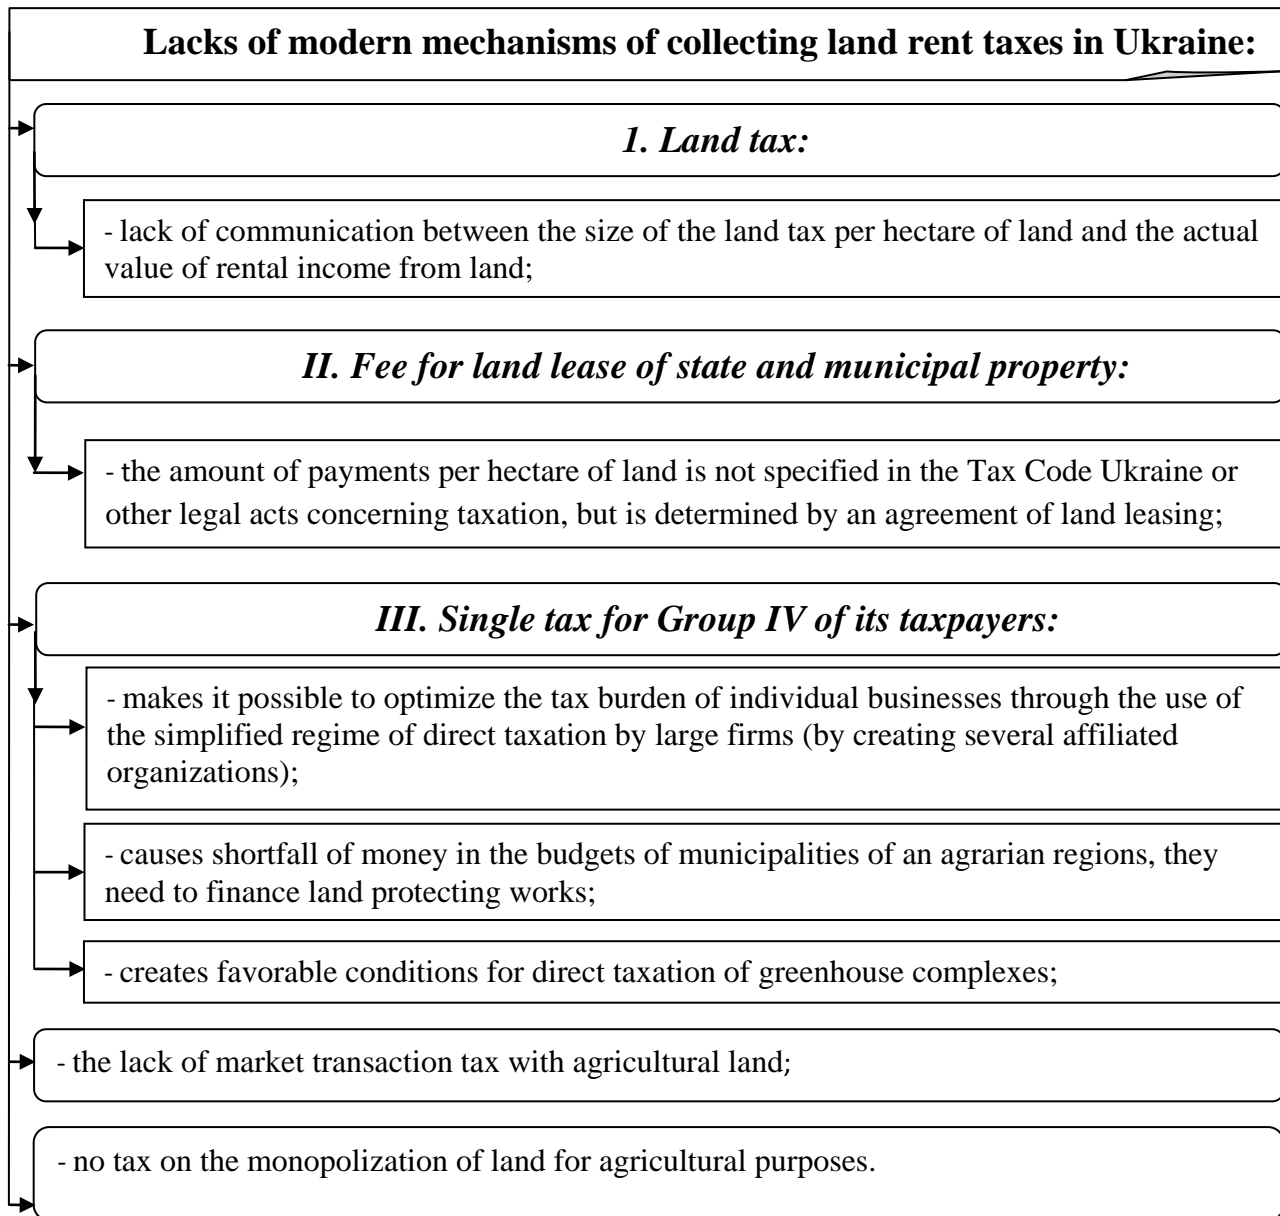 Lacks of modern mechanisms of collecting land rent taxes in Ukraine:
1. Land tax:
- lack of communication between the size of the land tax per hectare of land and the actual
value of rental income from land;
II. Fee for land lease of state and municipal property:
- the amount of payments per hectare of land is not specified in the Tax Code Ukraine or
other legal acts concerning taxation, but is determined by an agreement of land leasing;
III. Single tax for Group IV of its taxpayers:
- makes it possible to optimize the tax burden of individual businesses through the use of
the simplified regime of direct taxation by large firms (by creating several affiliated
organizations);
- causes shortfall of money in the budgets of municipalities of an agrarian regions, they
need to finance land protecting works;
- creates favorable conditions for direct taxation of greenhouse complexes;
- the lack of market transaction tax with agricultural land;
- no tax on the monopolization of land for agricultural purposes.